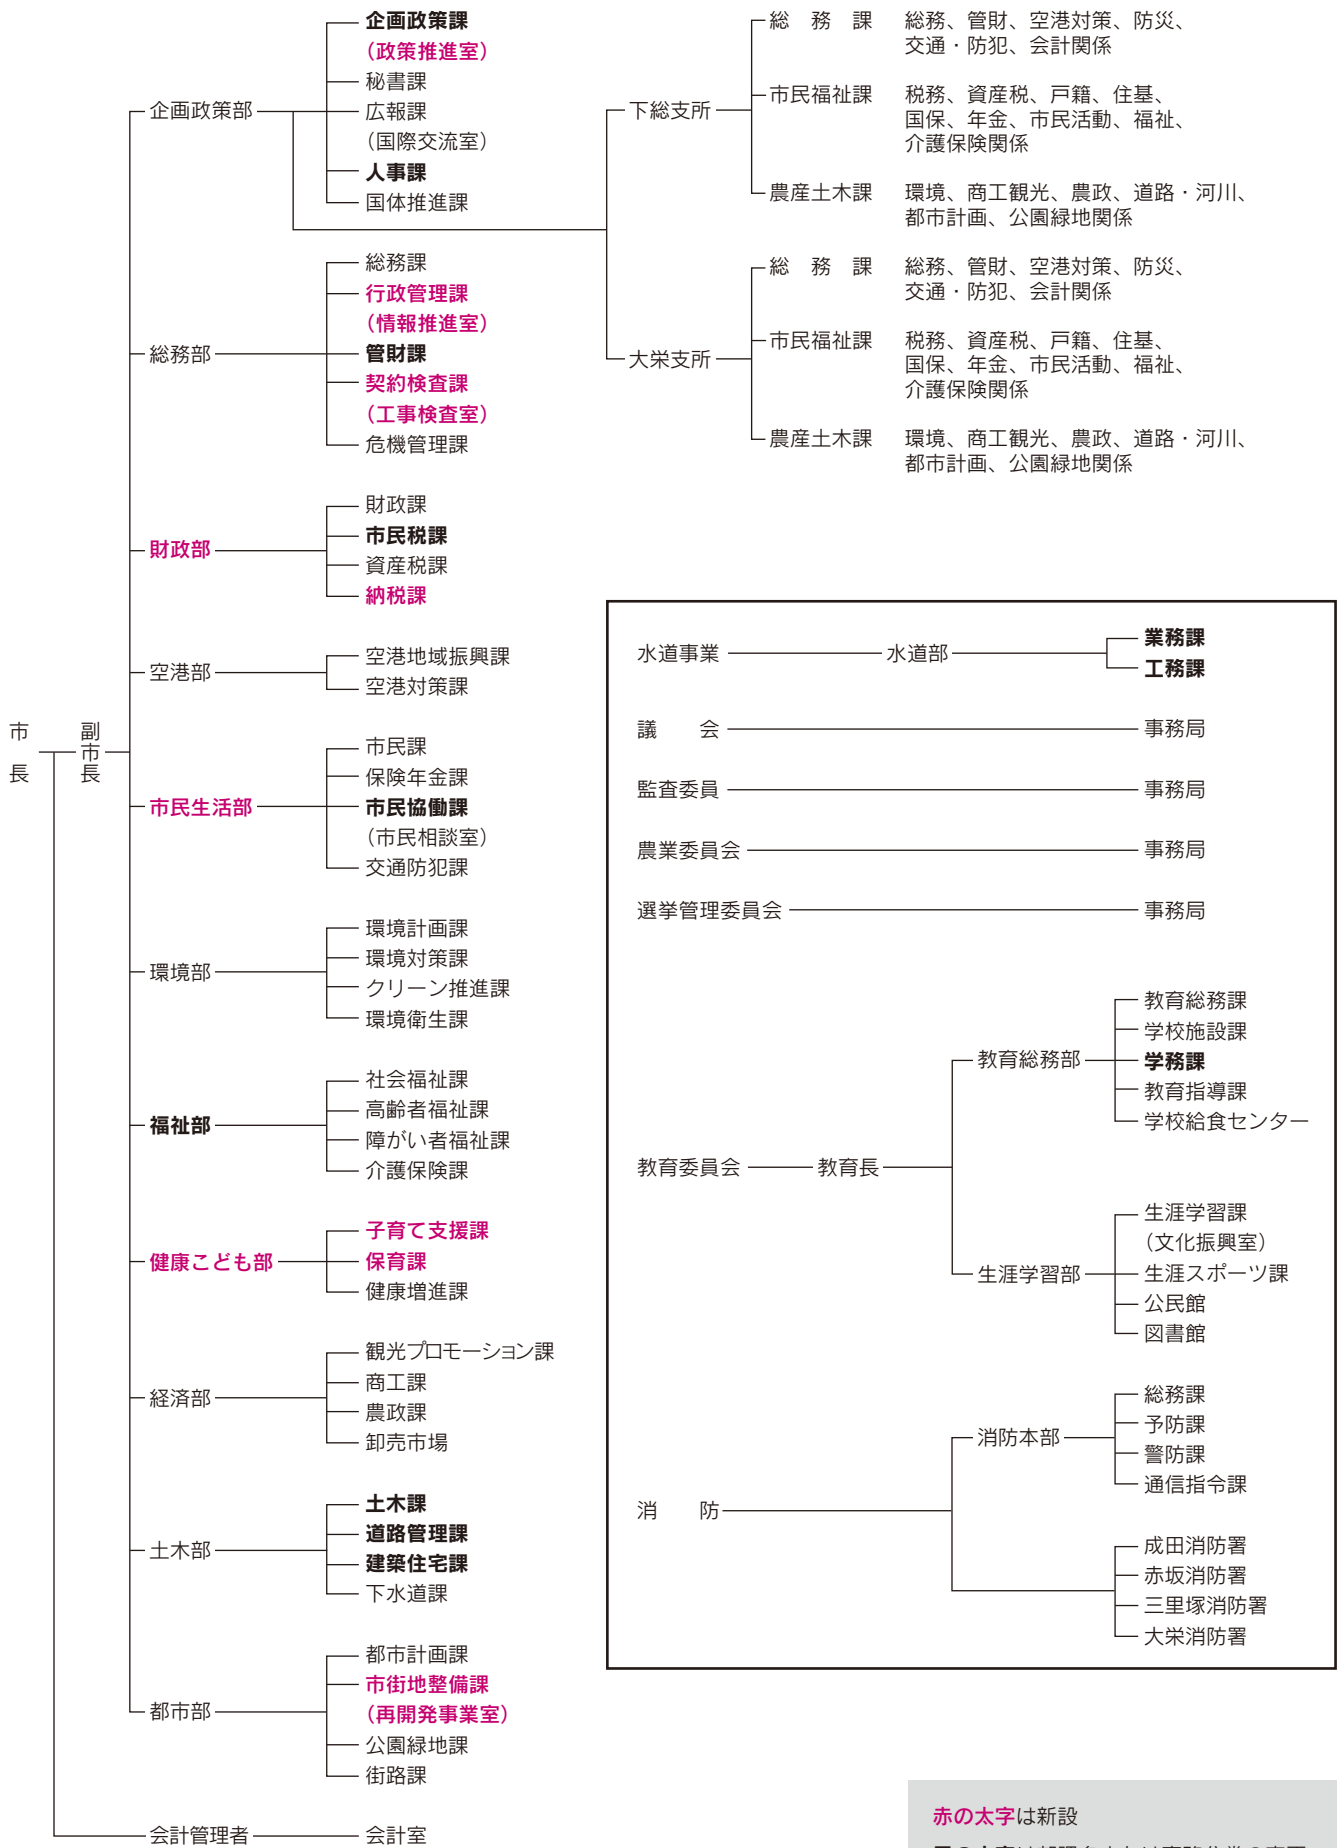 市長
副市長
企画政策部
企画政策課
（政策推進室）
秘書課
広報課
（国際交流室）
人事課
国体推進課
下総支所
総　務　課　総務、管財、空港対策、防災、
交通・防犯、会計関係
市民福祉課　税務、資産税、戸籍、住基、
国保、年金、市民活動、福祉、
介護保険関係
農産土木課　環境、商工観光、農政、道路・河川、
都市計画、公園緑地関係
大栄支所
総　務　課　総務、管財、空港対策、防災、
交通・防犯、会計関係
市民福祉課　税務、資産税、戸籍、住基、
国保、年金、市民活動、福祉、
介護保険関係
農産土木課　環境、商工観光、農政、道路・河川、
都市計画、公園緑地関係
総務部
総務課
行政管理課
（情報推進室）
管財課
契約検査課
（工事検査室）
危機管理課
財政部
財政課
市民税課
資産税課
納税課
空港部
空港地域振興課
空港対策課
市民生活部
市民課
保険年金課
市民協働課
（市民相談室）
交通防犯課
環境部
環境計画課
環境対策課
クリーン推進課
環境衛生課
福祉部
社会福祉課
高齢者福祉課
障がい者福祉課
介護保険課
健康こども部
子育て支援課
保育課
健康増進課
経済部
観光プロモーション課
商工課
農政課
卸売市場
土木部
土木課
道路管理課
建築住宅課
下水道課
都市部
都市計画課
市街地整備課
（再開発事業室）
公園緑地課
街路課
会計管理者
会計室
水道事業
水道部
業務課
工務課
議　　会
事務局
監査委員
事務局
農業委員会
事務局
選挙管理委員会
事務局
教育委員会
教育長
教育総務部
教育総務課
学校施設課
学務課
教育指導課
学校給食センター
生涯学習部
生涯学習課
（文化振興室）
生涯スポーツ課
公民館
図書館
消　　防
消防本部
総務課
予防課
警防課
通信指令課
成田消防署
赤坂消防署
三里塚消防署
大栄消防署
赤の太字は新設